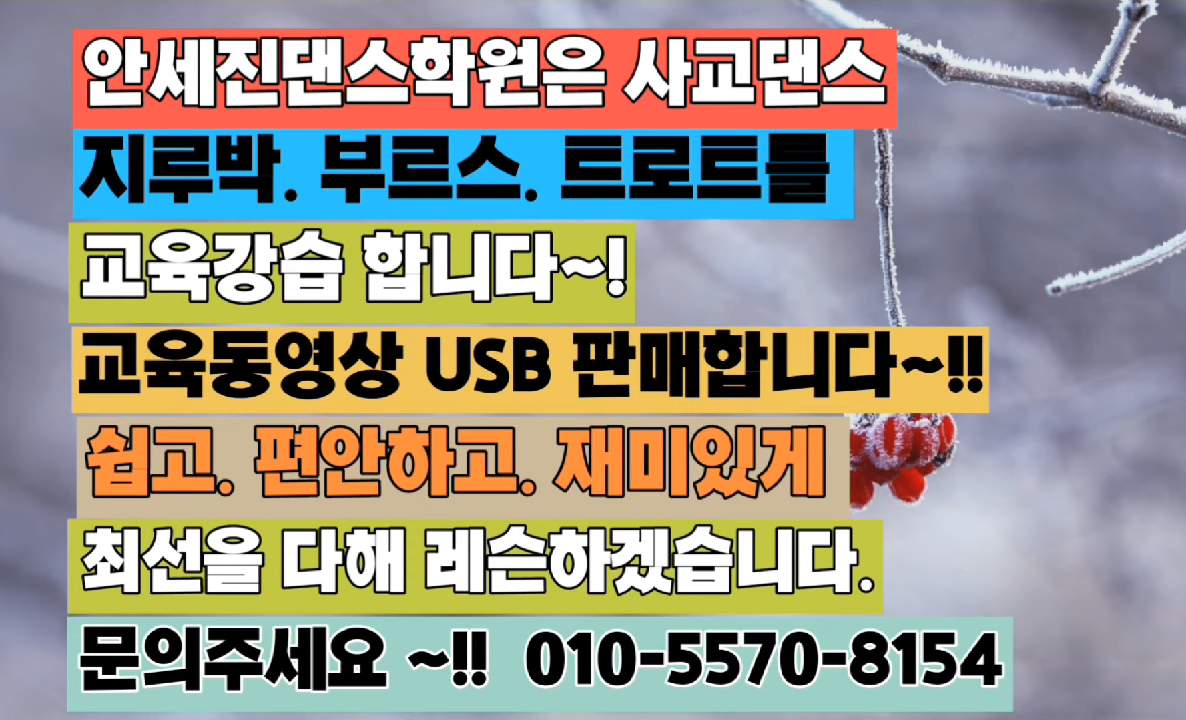 안세진댄스학원은 사교댄스
지루박. 부르스. 트로트를
교육강습 합니다~!
교육동영상 USB 판매합니다~!!
쉽고. 편안하고. 재미있게
최선을 다해 레슨하겠습니다.
문의주세요 ~!! 010-5570-8154